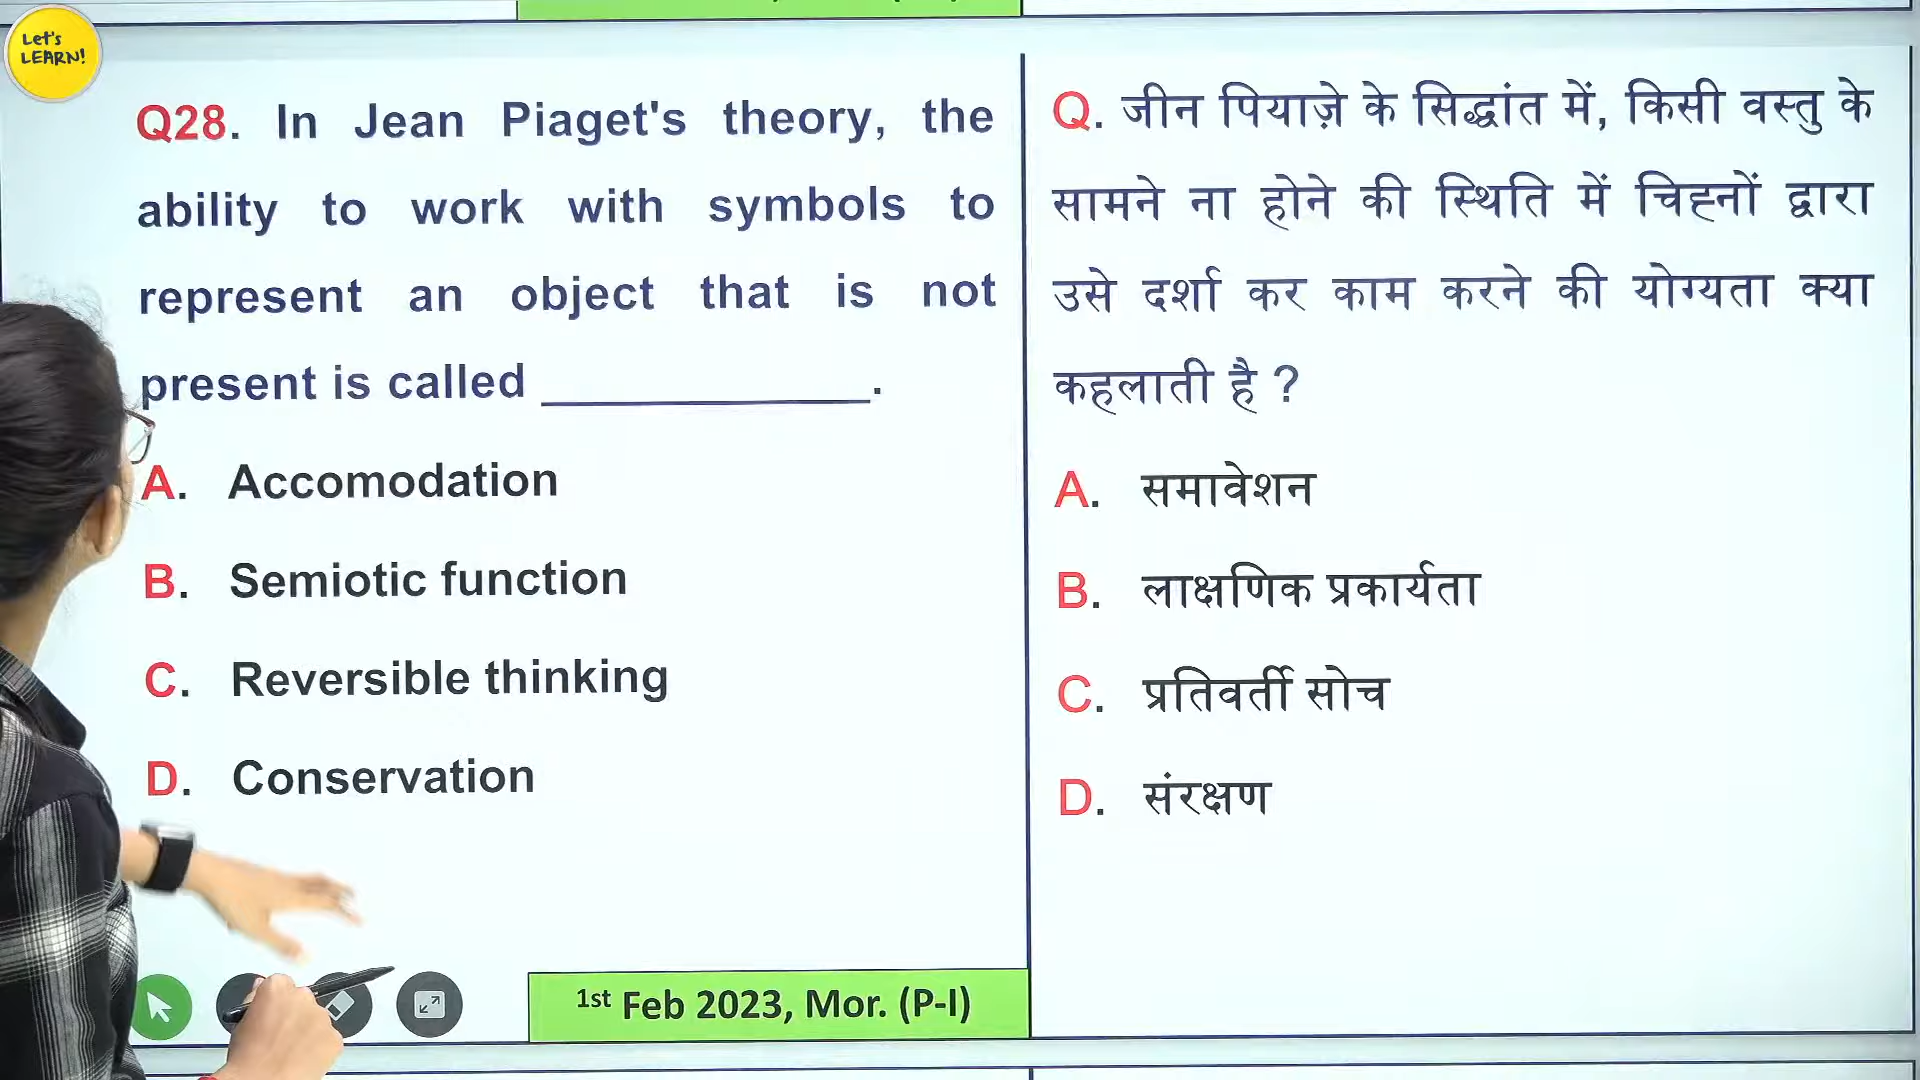 Let's
LEARN!
Q28. In Jean Piaget's theory, the
ability to work with symbols to
represent an object that is not
present is called ____________.
A. Accomodation
B. Semiotic function
C. Reversible thinking
D. Conservation
1st Feb 2023, Mor. (P-I)
Q. जीन पियाज़े के सिद्धांत में, किसी वस्तु के
सामने ना होने की स्थिति में चिह्नों द्वारा
उसे दर्शा कर काम करने की योग्यता क्या
कहलाती है ?
A. समावेशन
B. लाक्षणिक प्रकार्यता
C. प्रतिवर्ती सोच
D. संरक्षण